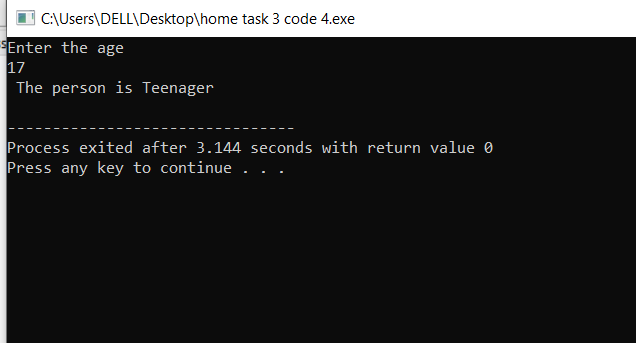 C:\Users\DELL\Desktop\home task 3 code 4.exe
Enter the age
17
 The person is Teenager
--------------------------------
Process exited after 3.144 seconds with return value 0
Press any key to continue . . .